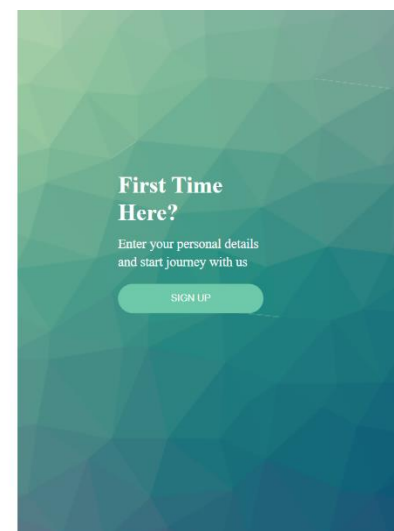 First Time
Here?
Enter your personal details
and start journey with us
SIGN UP